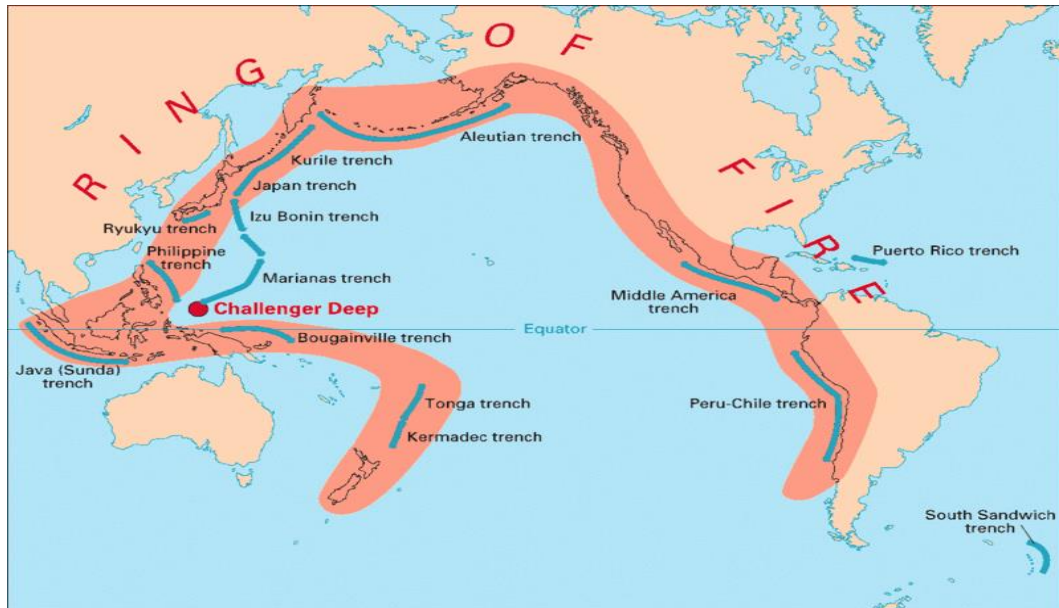 RING OF FIRE
Aleutian trench
Kurile trench
Japan trench
Izu Bonin trench
Ryukyu trench
Philippine
trench
Marianas trench
Challenger Deep
Bougainville trench
Java (Sunda)
trench
Equator
Tonga trench
Kermadec trench
Puerto Rico trench
Middle America
trench
Peru-Chile trench
South Sandwich
trench